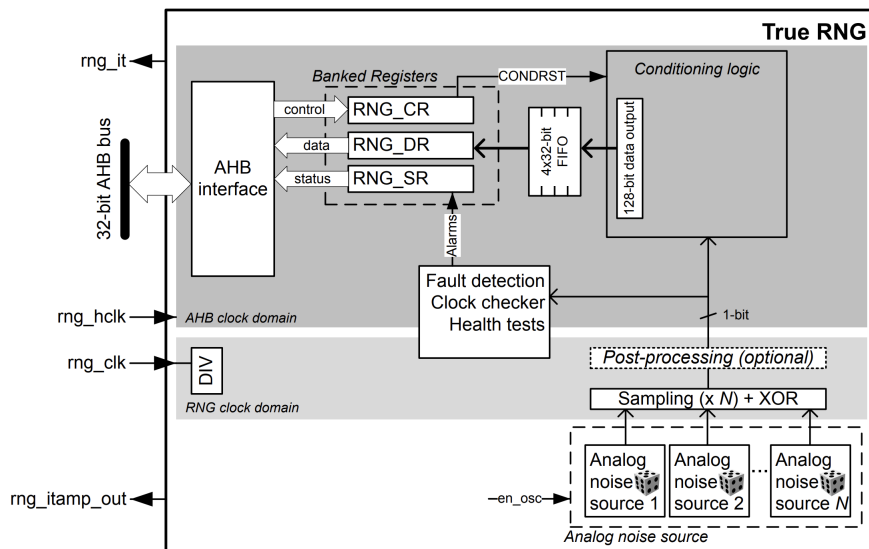 True RNG
rng_it
Banked Registers
CONDRST
Conditioning logic
control
RNG_CR
data
RNG_DR
status
RNG_SR
AHB
interface
32-bit AHB bus
4x32-bit
FIFO
128-bit data output
Alarms
Fault detection
Clock checker
Health tests
1-bit
rng_hclk
AHB clock domain
rng_clk
DIV
RNG clock domain
Post-processing (optional)
Sampling (x N) + XOR
Analog
noise
source 1
Analog
noise
source 2
...
Analog
noise
source N
en_osc
rng_itamp_out
Analog noise source